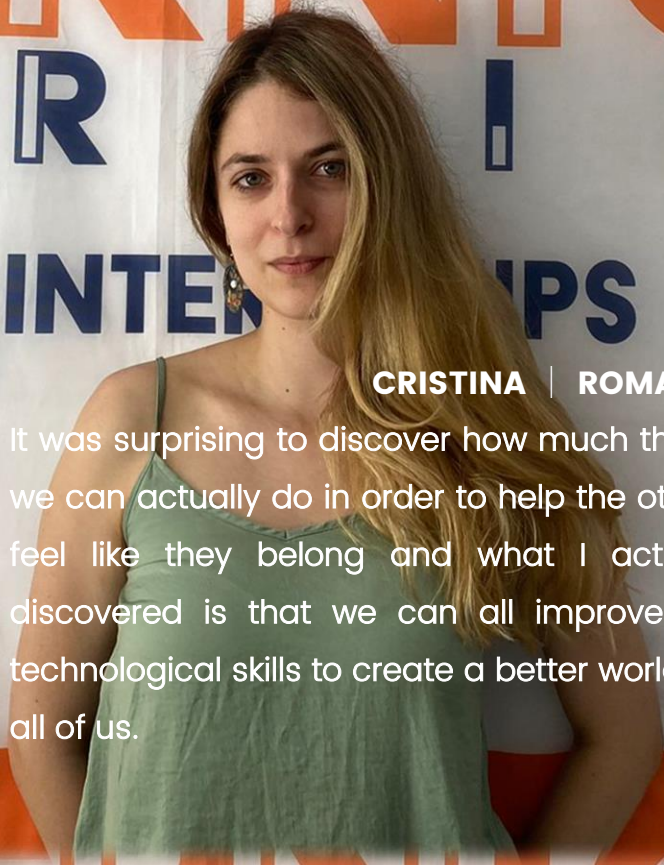 R I
INTERN IPS
CRISTINA | ROMA
It was surprising to discover how much th
we can actually do in order to help the ot
feel like they belong and what I act
discovered is that we can all improve
technological skills to create a better worl
all of us.